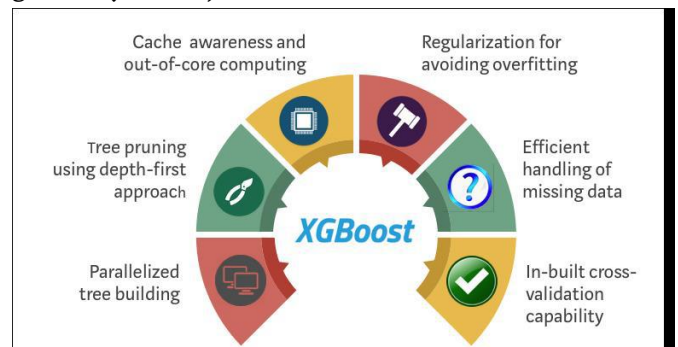 Cache awareness and
out-of-core computing
Regularization for
avoiding overfitting
Tree pruning
using depth-first
approach
Efficient
handling of
missing data
XGBoost
Parallelized
tree building
In-built cross-
validation
capability